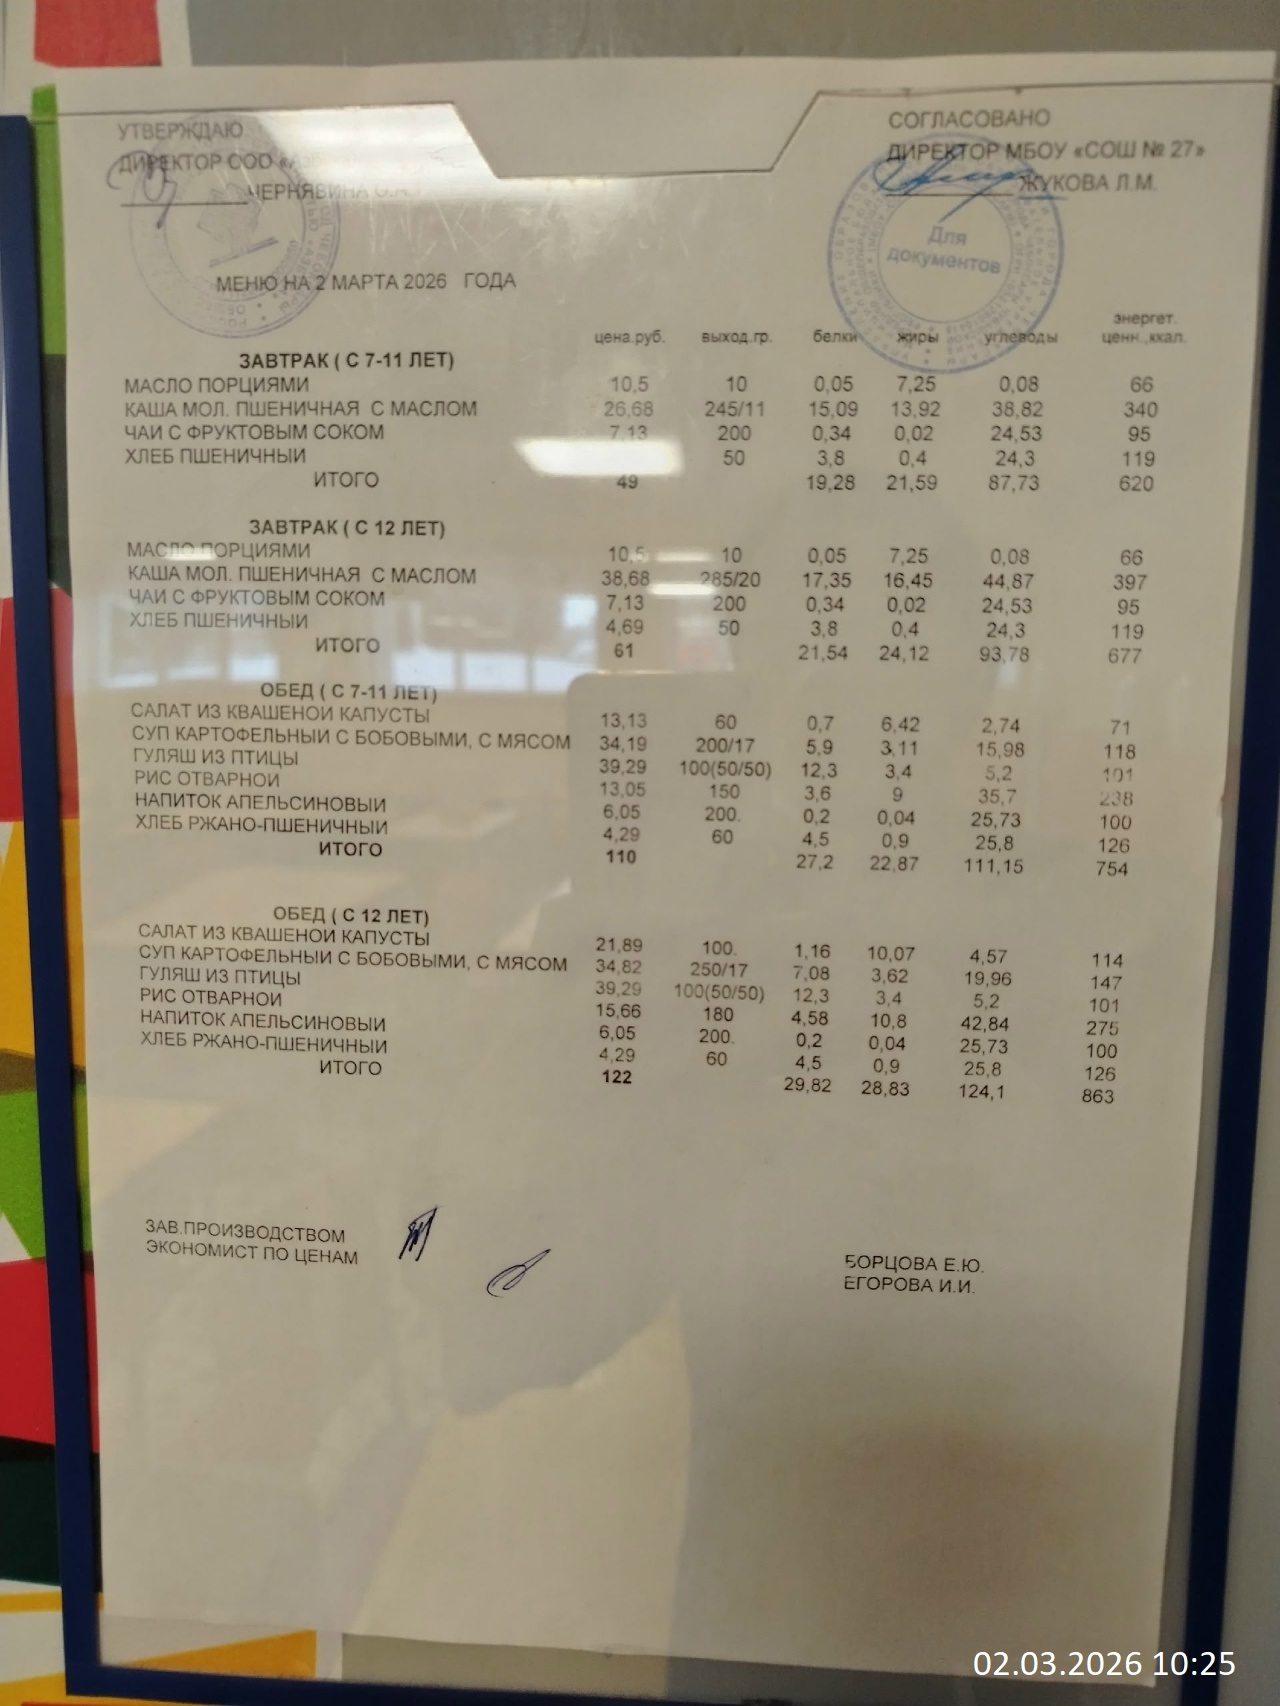 УТВЕРЖДАЮ
ДИРЕКТОР ООО
ЧЕРНЯВИНА
СОГЛАСОВАНО
ДИРЕКТОР МБОУ «СОШ № 27»
ЖУКОВА Л.М.
Для
документов
МЕНЮ НА 2 МАРТА 2026 ГОДА
цена.руб. выход.гр. белки жиры углеводы энергет. ценн.,ккал.
ЗАВТРАК ( С 7-11 ЛЕТ)
МАСЛО ПОРЦИЯМИ 10,5 10 0,05 7,25 0,08 66
КАША МОЛ. ПШЕНИЧНАЯ С МАСЛОМ 26,68 245/11 15,09 13,92 38,82 340
ЧАЙ С ФРУКТОВЫМ СОКОМ 7,13 200 0,34 0,02 24,53 95
ХЛЕБ ПШЕНИЧНЫЙ 50 3,8 0,4 24,3 119
ИТОГО 49 19,28 21,59 87,73 620
ЗАВТРАК ( С 12 ЛЕТ)
МАСЛО ПОРЦИЯМИ 10,5 10 0,05 7,25 0,08 66
КАША МОЛ. ПШЕНИЧНАЯ С МАСЛОМ 38,68 285/20 17,35 16,45 44,87 397
ЧАЙ С ФРУКТОВЫМ СОКОМ 7,13 200 0,34 0,02 24,53 95
ХЛЕБ ПШЕНИЧНЫЙ 4,69 50 3,8 0,4 24,3 119
ИТОГО 61 21,54 24,12 93,78 677
ОБЕД ( С 7-11 ЛЕТ)
САЛАТ ИЗ КВАШЕНОЙ КАПУСТЫ 13,13 60 0,7 6,42 2,74 71
СУП КАРТОФЕЛЬНЫЙ С БОБОВЫМИ, С МЯСОМ 34,19 200/17 5,9 3,11 15,98 118
ГУЛЯШ ИЗ ПТИЦЫ 39,29 100(50/50) 12,3 3,4 5,2 101
РИС ОТВАРНОЙ 13,05 150 3,6 9 35,7 238
НАПИТОК АПЕЛЬСИНОВЫЙ 6,05 200. 0,2 0,04 25,73 100
ХЛЕБ РЖАНО-ПШЕНИЧНЫЙ 4,29 60 4,5 0,9 25,8 126
ИТОГО 110 27,2 22,87 111,15 754
ОБЕД ( С 12 ЛЕТ)
САЛАТ ИЗ КВАШЕНОЙ КАПУСТЫ 21,89 100. 1,16 10,07 4,57 114
СУП КАРТОФЕЛЬНЫЙ С БОБОВЫМИ, С МЯСОМ 34,82 250/17 7,08 3,62 19,96 147
ГУЛЯШ ИЗ ПТИЦЫ 39,29 100(50/50) 12,3 3,4 5,2 101
РИС ОТВАРНОЙ 15,66 180 4,58 10,8 42,84 275
НАПИТОК АПЕЛЬСИНОВЫЙ 6,05 200. 0,2 0,04 25,73 100
ХЛЕБ РЖАНО-ПШЕНИЧНЫЙ 4,29 60 4,5 0,9 25,8 126
ИТОГО 122 29,82 28,83 124,1 863
ЗАВ.ПРОИЗВОДСТВОМ БОРЦОВА Е.Ю.
ЭКОНОМИСТ ПО ЦЕНАМ ЕГОРОВА И.И.
02.03.2026 10:25